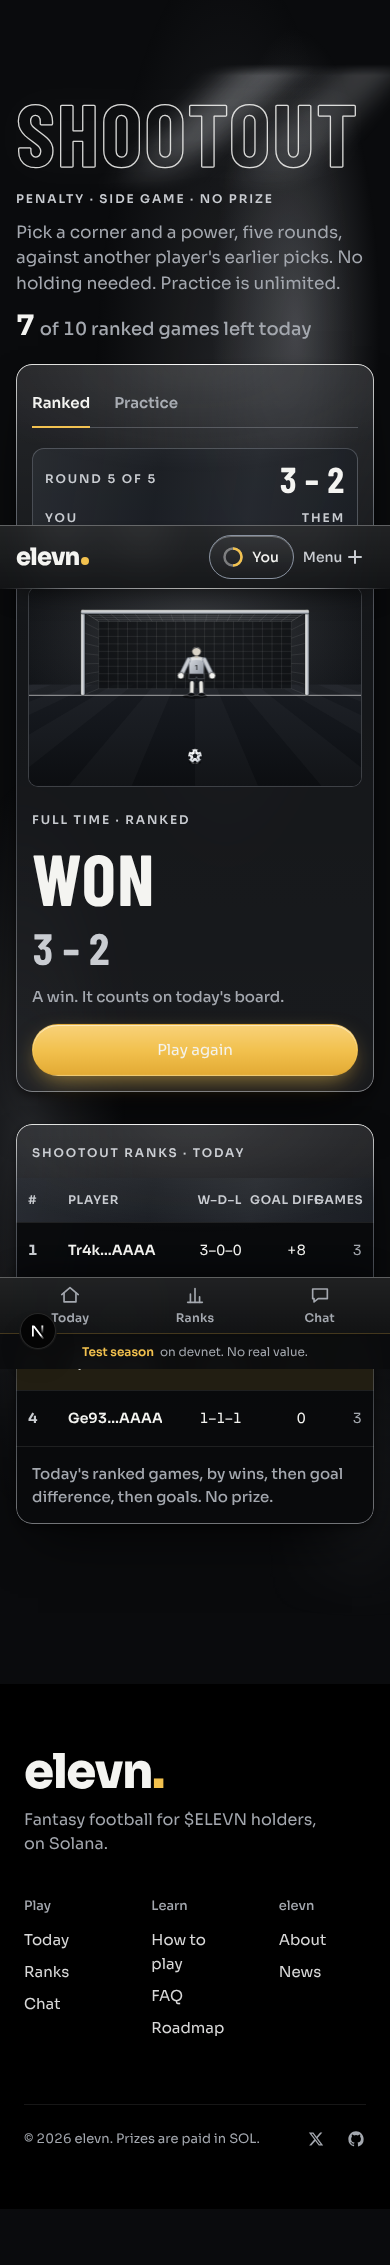 SHOOTOUT
PENALTY · SIDE GAME · NO PRIZE
Pick a corner and a power, five rounds,
against another player's earlier picks. No
holding needed. Practice is unlimited.
7 of 10 ranked games left today
Ranked Practice
ROUND 5 OF 5 3 – 2
YOU THEM
elevn. You Menu
FULL TIME · RANKED
WON
3 – 2
A win. It counts on today's board.
Play again
SHOOTOUT RANKS · TODAY
# PLAYER W–D–L GOAL DIFF GAMES
1 Tr4k...AAAA 3–0–0 +8 3
Today Ranks Chat
N
Test season on devnet. No real value.
4 Ge93...AAAA 1–1–1 0 3
Today's ranked games, by wins, then goal
difference, then goals. No prize.
elevn.
Fantasy football for $ELEVN holders,
on Solana.
Play Learn elevn
Today How to play About
Ranks FAQ News
Chat Roadmap
© 2026 elevn. Prizes are paid in SOL.